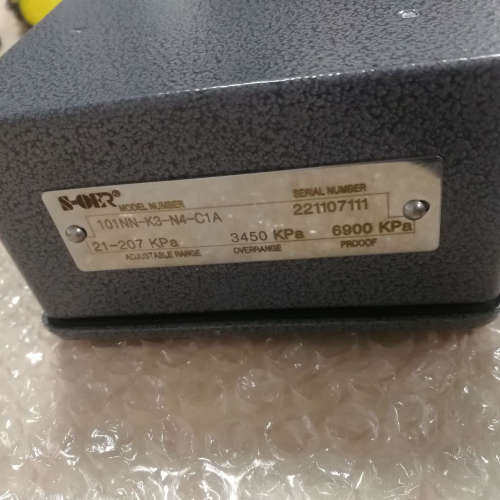 S·O·R® MODEL NUMBER SERIAL NUMBER
101NN-K3-N4-C1A 221107111
21-207 KPa 3450 KPa 6900 KPa
ADJUSTABLE RANGE OVERRANGE PROOF